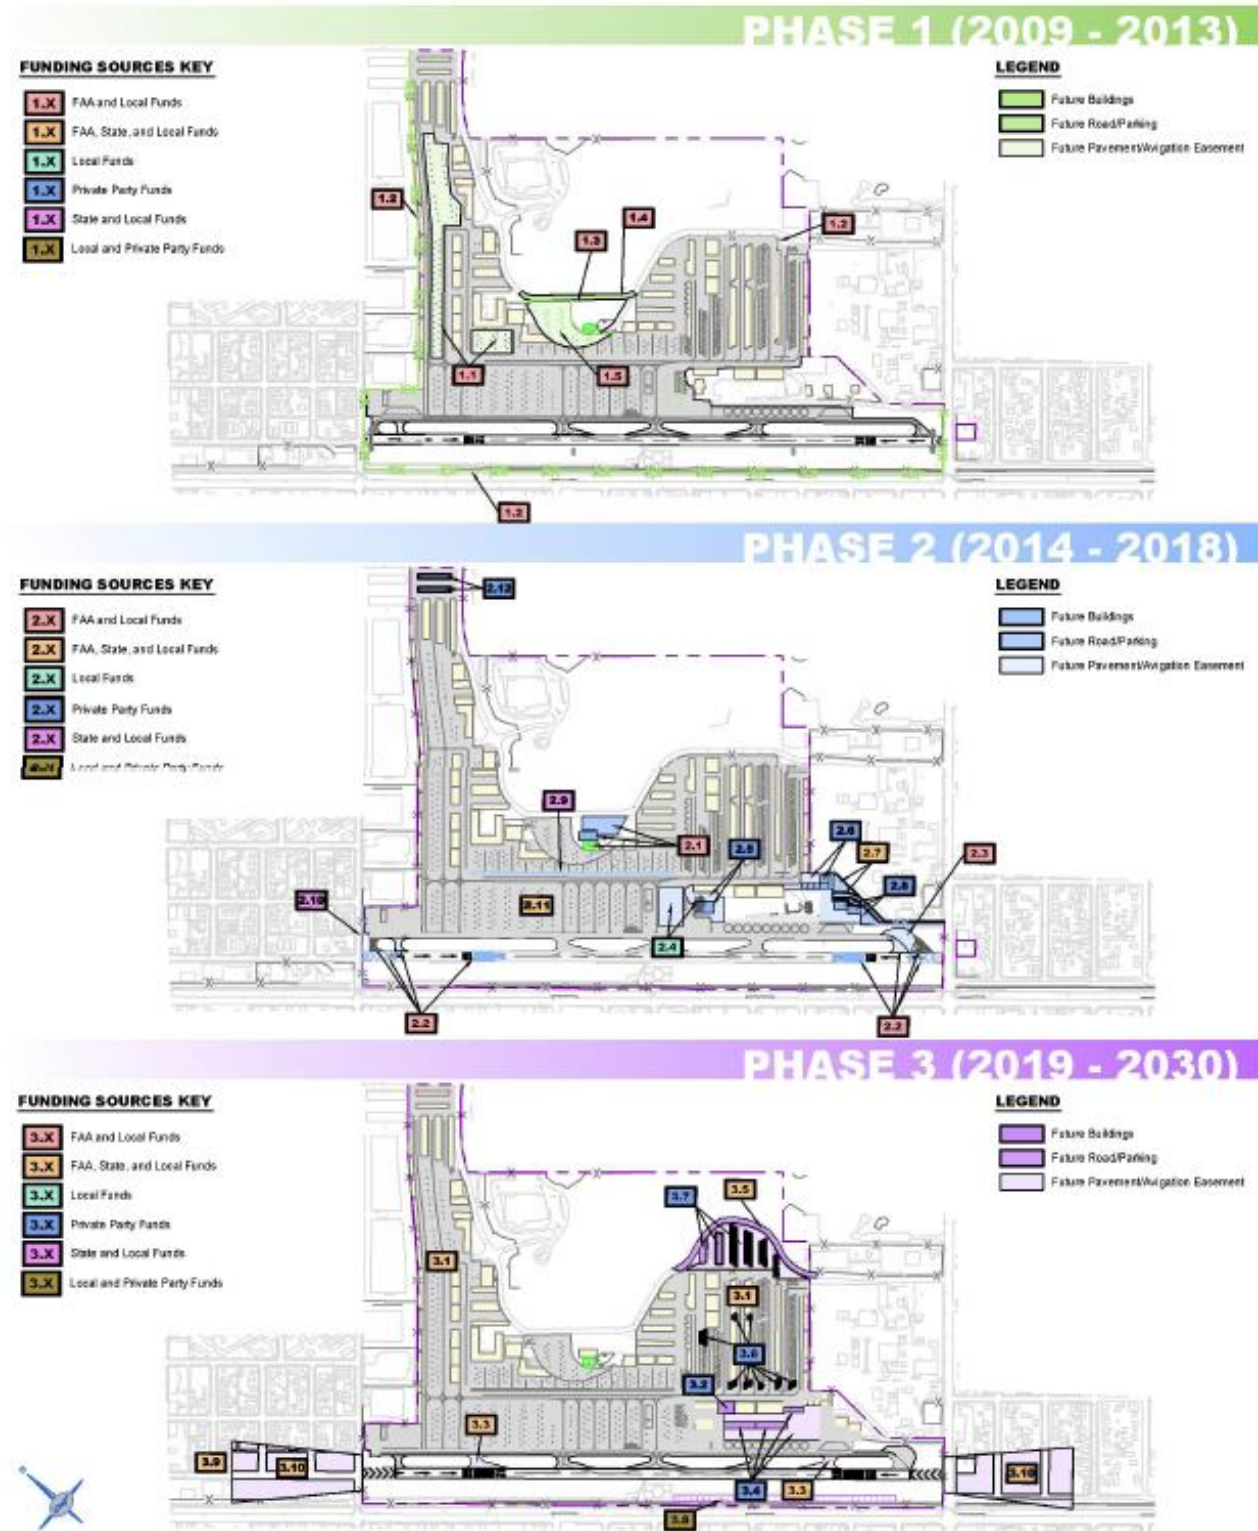 PHASE 1 (2009 - 2013)
FUNDING SOURCES KEY
1.X FAA and Local Funds
1.X FAA, State, and Local Funds
1.X Local Funds
1.X Private Party Funds
1.X State and Local Funds
1.X Local and Private Party Funds
LEGEND
Future Buildings
Future Road/Parking
Future Pavement/Avigation Easement
1.2
1.4
1.3
1.2
1.1
1.5
1.2
PHASE 2 (2014 - 2018)
FUNDING SOURCES KEY
2.X FAA and Local Funds
2.X FAA, State, and Local Funds
2.X Local Funds
2.X Private Party Funds
2.X State and Local Funds
Local and Private Party Funds
LEGEND
Future Buildings
Future Road/Parking
Future Pavement/Avigation Easement
2.12
2.9
2.1
2.7
2.3
2.10
2.11
2.4
2.2
2.2
PHASE 3 (2019 - 2030)
FUNDING SOURCES KEY
3.X FAA and Local Funds
3.X FAA, State, and Local Funds
3.X Local Funds
3.X Private Party Funds
3.X State and Local Funds
3.X Local and Private Party Funds
LEGEND
Future Buildings
Future Road/Parking
Future Pavement/Avigation Easement
3.7
3.5
3.1
3.1
3.6
3.2
3.3
3.9
3.10
3.10
3.4
3.3
3.8